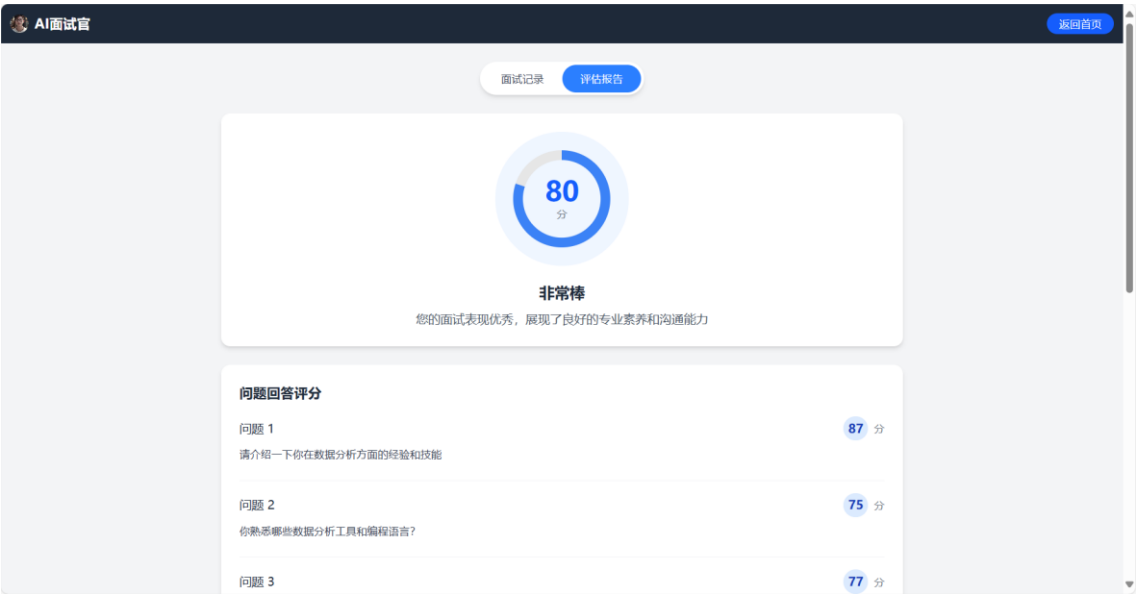 AI面试官
返回首页
面试记录
评估报告
80
分
非常棒
您的面试表现优秀，展现了良好的专业素养和沟通能力
问题回答评分
问题 1
87 分
请介绍一下你在数据分析方面的经验和技能
问题 2
75 分
你熟悉哪些数据分析工具和编程语言?
问题 3
77 分